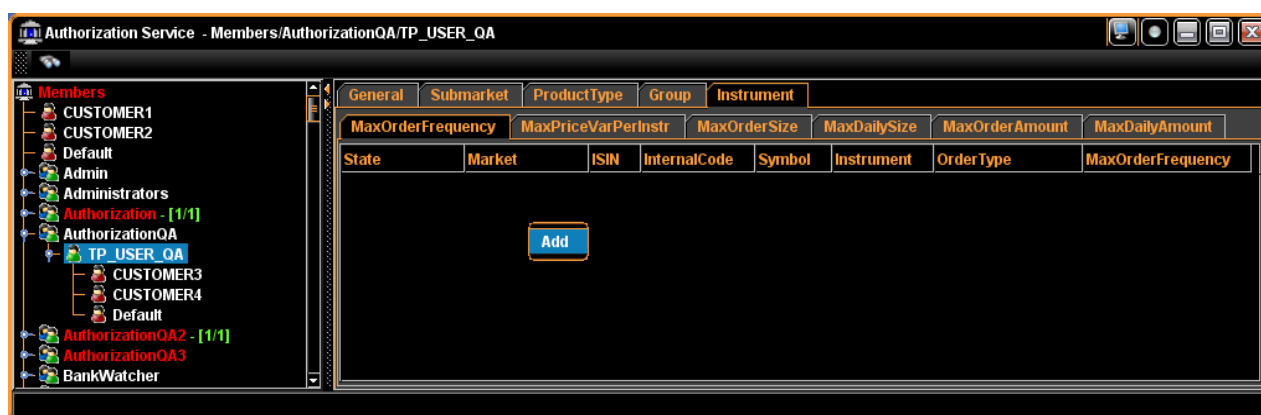 Authorization Service - Members/AuthorizationQA/TP_USER_QA
Members
CUSTOMER1
CUSTOMER2
Default
Admin
Administrators
Authorization - [1/1]
AuthorizationQA
TP_USER_QA
CUSTOMER3
CUSTOMER4
Default
AuthorizationQA2 - [1/1]
AuthorizationQA3
BankWatcher
General Submarket ProductType Group Instrument
MaxOrderFrequency MaxPriceVarPerInstr MaxOrderSize MaxDailySize MaxOrderAmount MaxDailyAmount
State Market ISIN InternalCode Symbol Instrument OrderType MaxOrderFrequency
Add